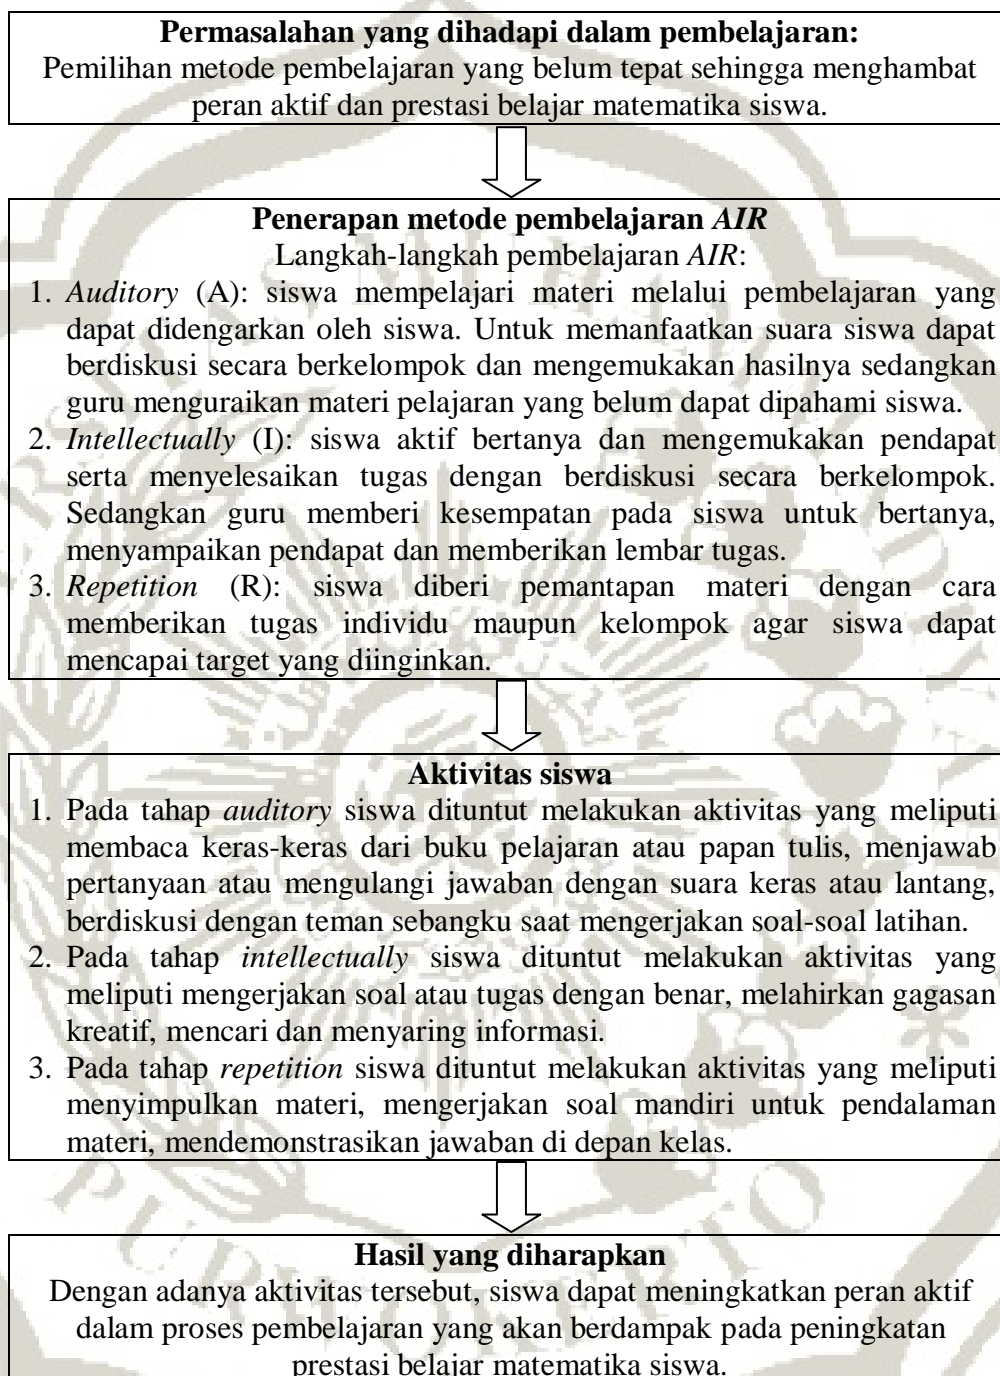 Permasalahan yang dihadapi dalam pembelajaran:
Pemilihan metode pembelajaran yang belum tepat sehingga menghambat
peran aktif dan prestasi belajar matematika siswa.
Penerapan metode pembelajaran AIR
Langkah-langkah pembelajaran AIR:
1. Auditory (A): siswa mempelajari materi melalui pembelajaran yang
dapat didengarkan oleh siswa. Untuk memanfaatkan suara siswa dapat
berdiskusi secara berkelompok dan mengemukakan hasilnya sedangkan
guru menguraikan materi pelajaran yang belum dapat dipahami siswa.
2. Intellectually (I): siswa aktif bertanya dan mengemukakan pendapat
serta menyelesaikan tugas dengan berdiskusi secara berkelompok.
Sedangkan guru memberi kesempatan pada siswa untuk bertanya,
menyampaikan pendapat dan memberikan lembar tugas.
3. Repetition (R): siswa diberi pemantapan materi dengan cara
memberikan tugas individu maupun kelompok agar siswa dapat
mencapai target yang diinginkan.
Aktivitas siswa
1. Pada tahap auditory siswa dituntut melakukan aktivitas yang meliputi
membaca keras-keras dari buku pelajaran atau papan tulis, menjawab
pertanyaan atau mengulangi jawaban dengan suara keras atau lantang,
berdiskusi dengan teman sebangku saat mengerjakan soal-soal latihan.
2. Pada tahap intellectually siswa dituntut melakukan aktivitas yang
meliputi mengerjakan soal atau tugas dengan benar, melahirkan gagasan
kreatif, mencari dan menyaring informasi.
3. Pada tahap repetition siswa dituntut melakukan aktivitas yang meliputi
menyimpulkan materi, mengerjakan soal mandiri untuk pendalaman
materi, mendemonstrasikan jawaban di depan kelas.
Hasil yang diharapkan
Dengan adanya aktivitas tersebut, siswa dapat meningkatkan peran aktif
dalam proses pembelajaran yang akan berdampak pada peningkatan
prestasi belajar matematika siswa.
PURWOKERTO